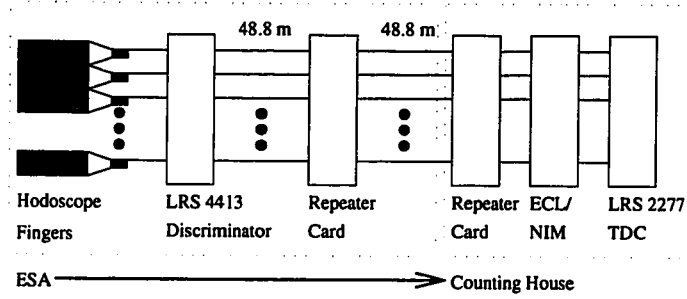 48.8 m 48.8 m
Hodoscope LRS 4413 Repeater Repeater ECL/ LRS 2277
Fingers Discriminator Card Card NIM TDC
ESA Counting House